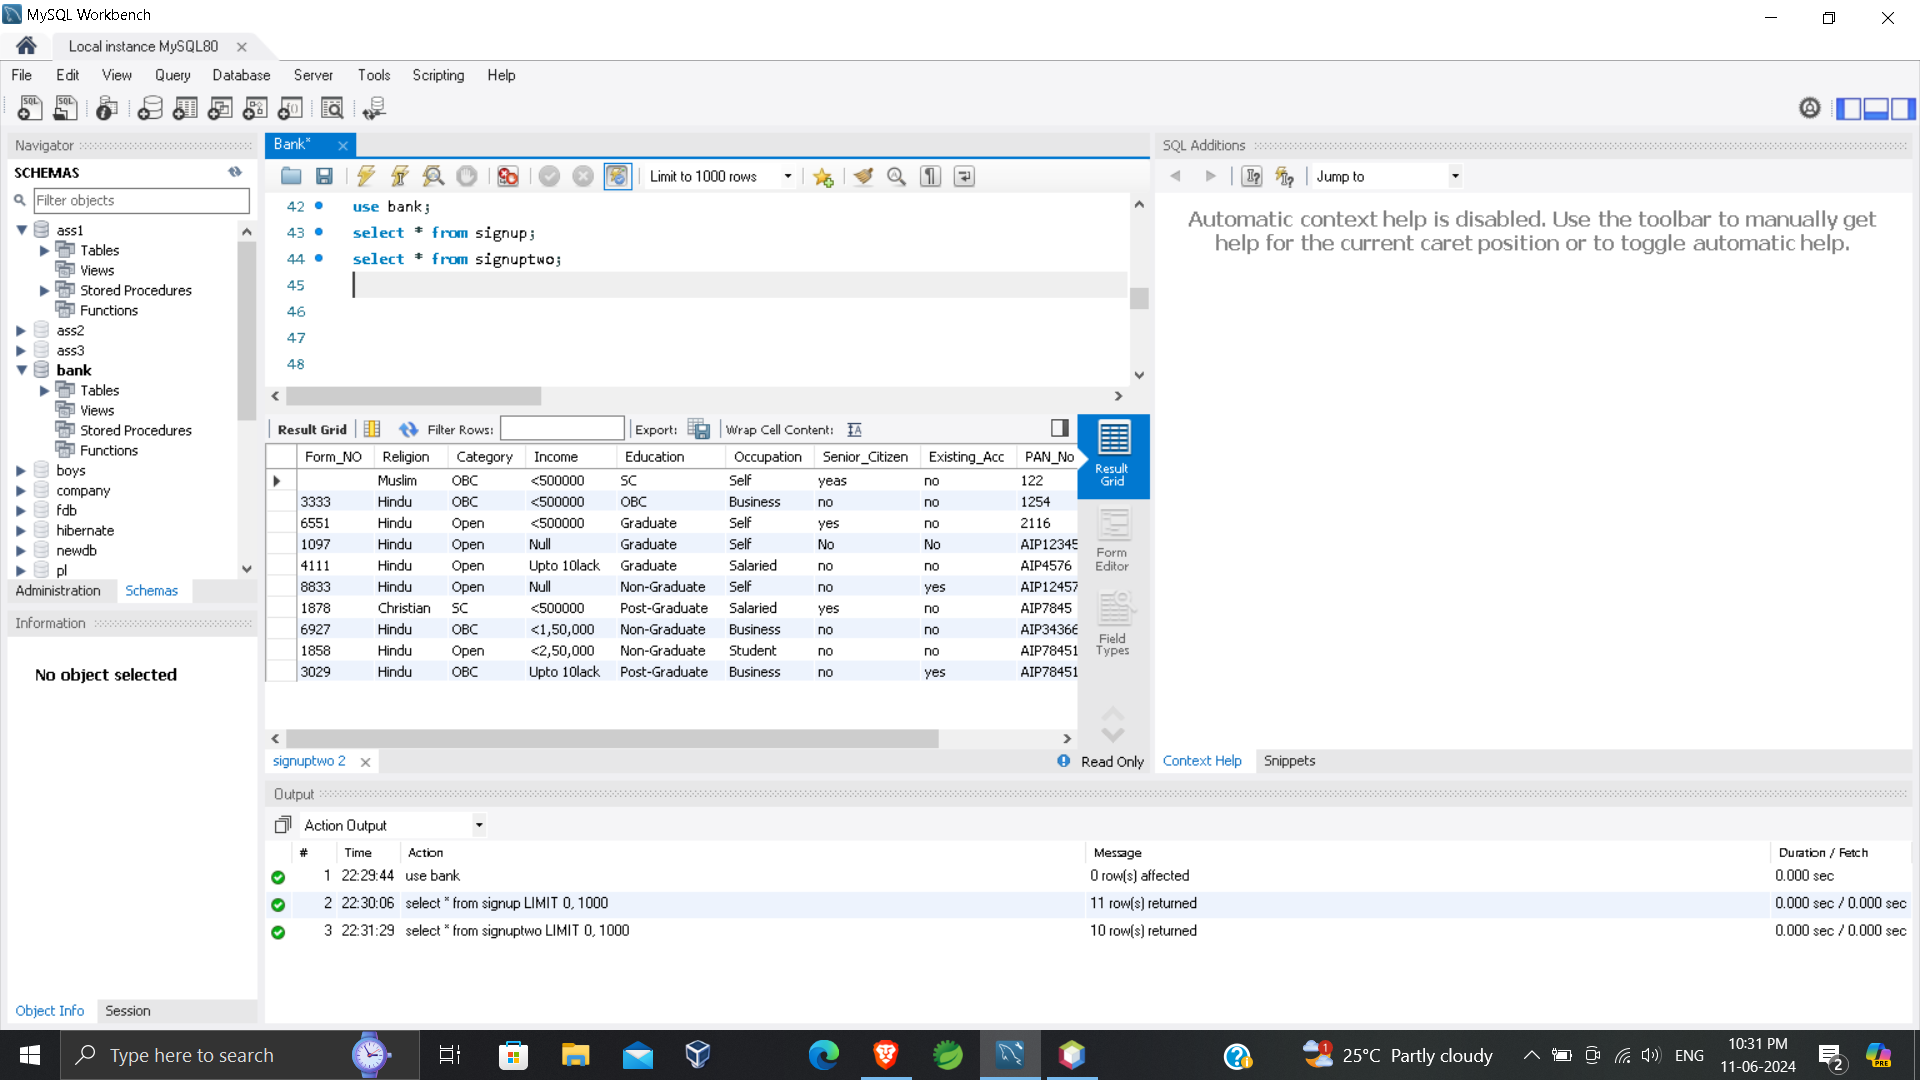 MySQL Workbench
Local instance MySQL80
File Edit View Query Database Server Tools Scripting Help
Navigator
SCHEMAS
Filter objects
ass1
Tables
Views
Stored Procedures
Functions
ass2
ass3
bank
Tables
Views
Stored Procedures
Functions
boys
company
fdb
hibernate
newdb
pl
Administration Schemas
Information
No object selected
Object Info Session
Bank*
Limit to 1000 rows
42 use bank;
43 select * from signup;
44 select * from signuptwo;
45
46
47
48
Result Grid Filter Rows: Export: Wrap Cell Content:
Form_NO Religion Category Income Education Occupation Senior_Citizen Existing_Acc PAN_No
Muslim OBC <500000 SC Self yeas no 122
3333 Hindu OBC <500000 OBC Business no no 1254
6551 Hindu Open <500000 Graduate Self yes no 2116
1097 Hindu Open Null Graduate Self No No AIP12345
4111 Hindu Open Upto 10lack Graduate Salaried no no AIP4576
8833 Hindu Open Null Non-Graduate Self no yes AIP12457
1878 Christian SC <500000 Post-Graduate Salaried yes no AIP7845
6927 Hindu OBC <1,50,000 Non-Graduate Business no no AIP34366
1858 Hindu Open <2,50,000 Non-Graduate Student no no AIP78451
3029 Hindu OBC Upto 10lack Post-Graduate Business no yes AIP78451
Result
Grid
Form
Editor
Field
Types
signuptwo 2
Read Only
SQL Additions
Jump to
Automatic context help is disabled. Use the toolbar to manually get
help for the current caret position or to toggle automatic help.
Context Help Snippets
Output
Action Output
# Time Action Message Duration / Fetch
1 22:29:44 use bank 0 row(s) affected 0.000 sec
2 22:30:06 select * from signup LIMIT 0, 1000 11 row(s) returned 0.000 sec / 0.000 sec
3 22:31:29 select * from signuptwo LIMIT 0, 1000 10 row(s) returned 0.000 sec / 0.000 sec
Type here to search
1
25°C Partly cloudy
ENG
10:31 PM
11-06-2024
2
PRE